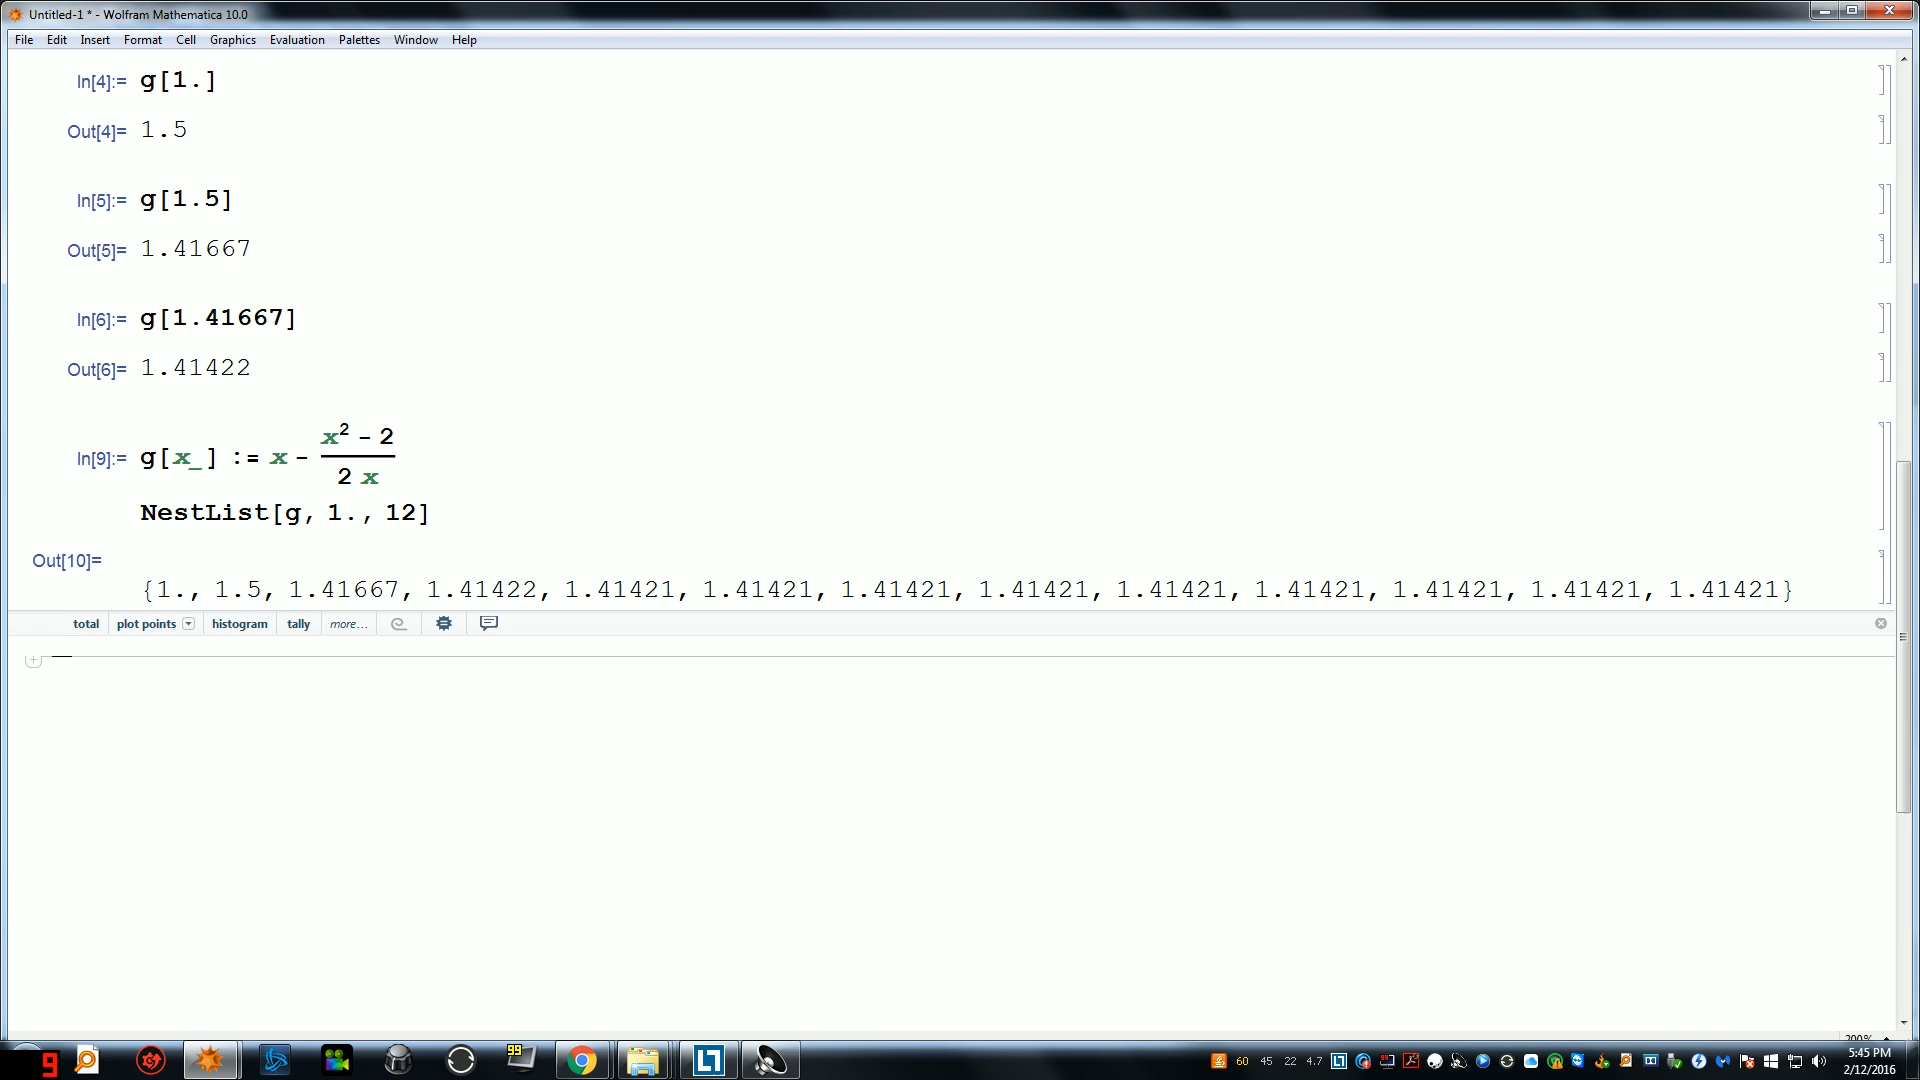 Untitled-1 * - Wolfram Mathematica 10.0
File Edit Insert Format Cell Graphics Evaluation Palettes Window Help
In[4]:= g[1.]
Out[4]= 1.5
In[5]:= g[1.5]
Out[5]= 1.41667
In[6]:= g[1.41667]
Out[6]= 1.41422
In[9]:= g[x_] := x - (x² - 2)/(2 x)
NestList[g, 1., 12]
Out[10]=
{1., 1.5, 1.41667, 1.41422, 1.41421, 1.41421, 1.41421, 1.41421, 1.41421, 1.41421, 1.41421, 1.41421, 1.41421}
total plot points histogram tally more...
200%
9 99 60 45 22 4.7 5:45 PM
2/12/2016